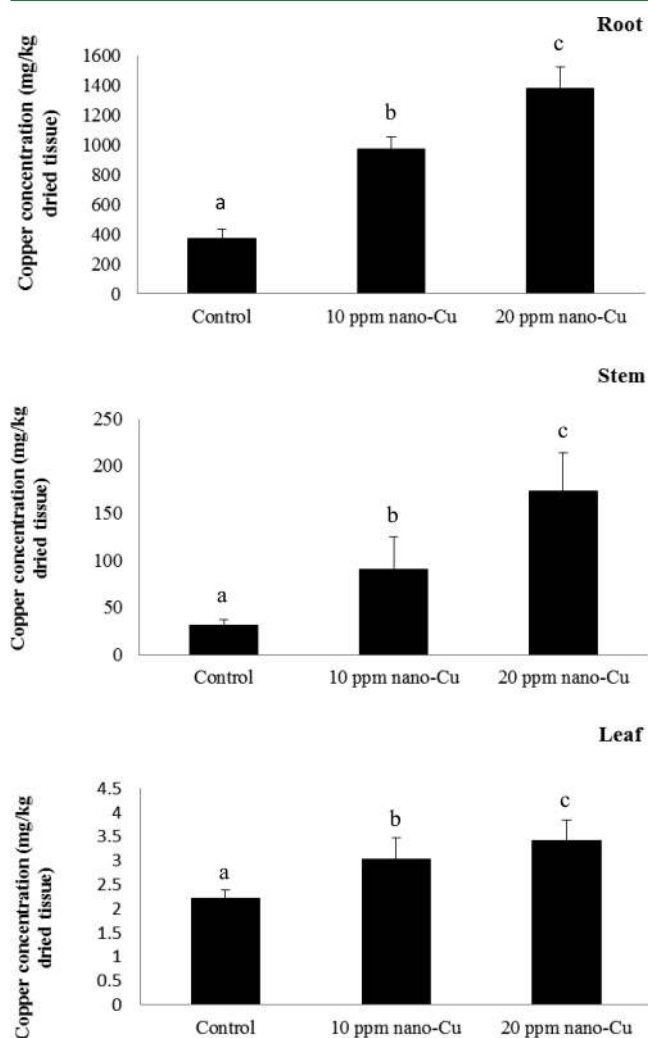 Root
Copper concentration (mg/kg
dried tissue)
1600
1400
1200
1000
800
600
400
200
0
a
b
c
Control
10 ppm nano-Cu
20 ppm nano-Cu
Stem
Copper concentration (mg/kg
dried tissue)
250
200
150
100
50
0
a
b
c
Control
10 ppm nano-Cu
20 ppm nano-Cu
Leaf
Copper concentration (mg/kg
dried tissue)
4.5
4
3.5
3
2.5
2
1.5
1
0.5
0
a
b
c
Control
10 ppm nano-Cu
20 ppm nano-Cu